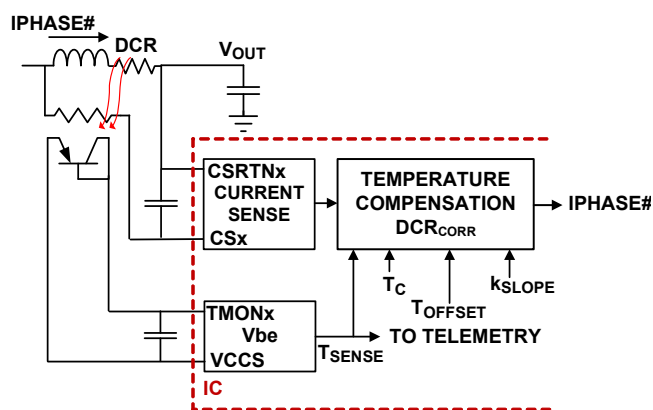 IPHASE#
DCR
VOUT
CSRTNx
CURRENT
SENSE
CSx
TEMPERATURE
COMPENSATION
DCRCORR
IPHASE#
TC
TOFFSET
kSLOPE
TMONx
Vbe
VCCS
TSENSE
TO TELEMETRY
IC